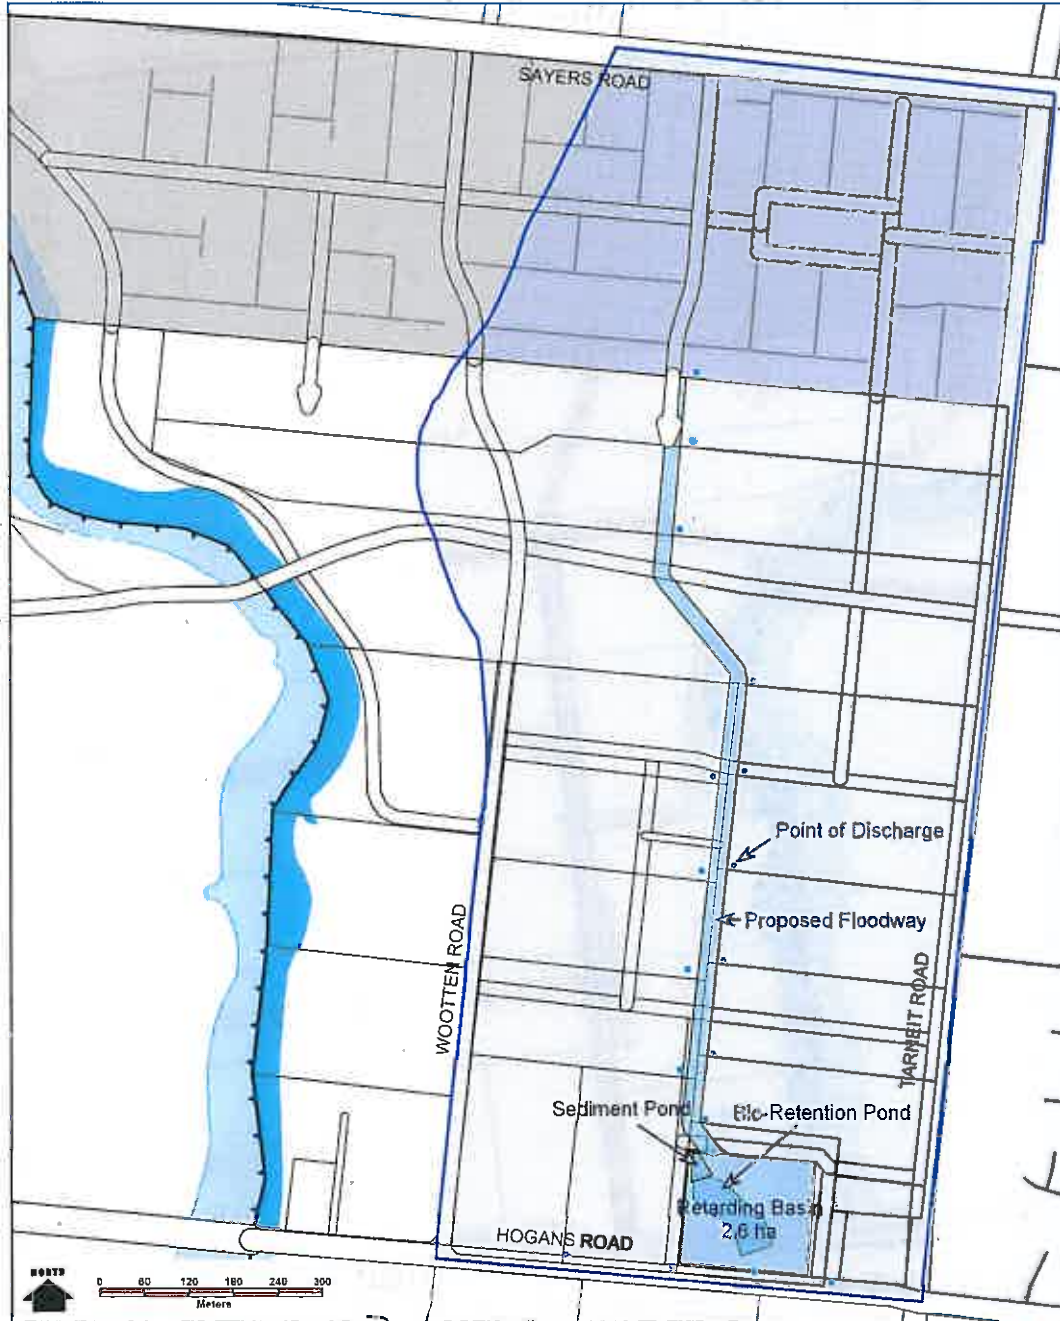 SAYERS ROAD
Point of Discharge
Proposed Floodway
WOOTTEN ROAD
TARNEIT ROAD
Sediment Pond
Bio-Retention Pond
Retarding Basin
2.6 ha
HOGANS ROAD
NORTH
0 60 120 180 240 300
Meters